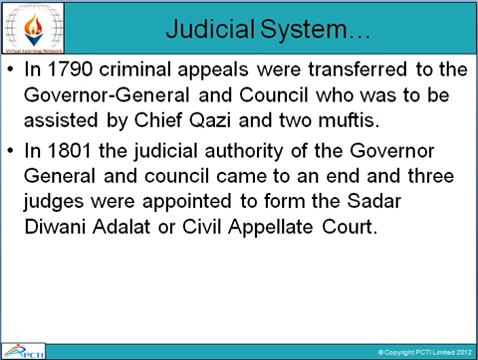 Judicial System...
Virtual Learning Network
• In 1790 criminal appeals were transferred to the
Governor-General and Council who was to be
assisted by Chief Qazi and two muftis.
• In 1801 the judicial authority of the Governor
General and council came to an end and three
judges were appointed to form the Sadar
Diwani Adalat or Civil Appellate Court.
PCTI
© Copyright PCTI Limited 2012